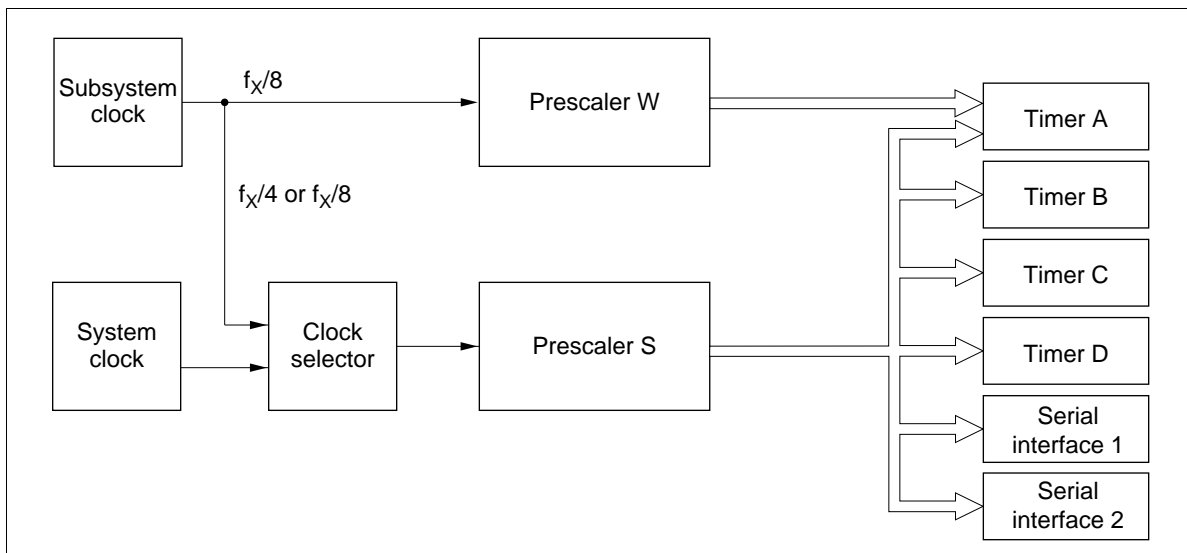 Subsystem
clock
fX/8
Prescaler W
Timer A
Timer B
fX/4 or fX/8
Timer C
System
clock
Clock
selector
Prescaler S
Timer D
Serial
interface 1
Serial
interface 2